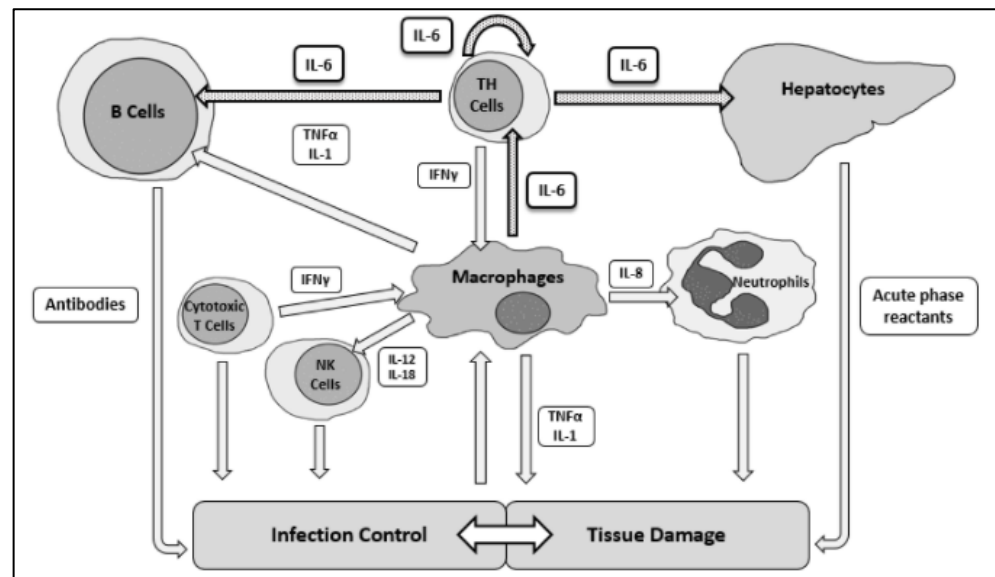 IL-6
IL-6
IL-6
TH
Cells
Hepatocytes
B Cells
TNFα
IL-1
IFNγ
IL-6
IFNγ
Macrophages
IL-8
Neutrophils
Antibodies
Cytotoxic
T Cells
Acute phase
reactants
NK
Cells
IL-12
IL-18
TNFα
IL-1
Infection Control
Tissue Damage